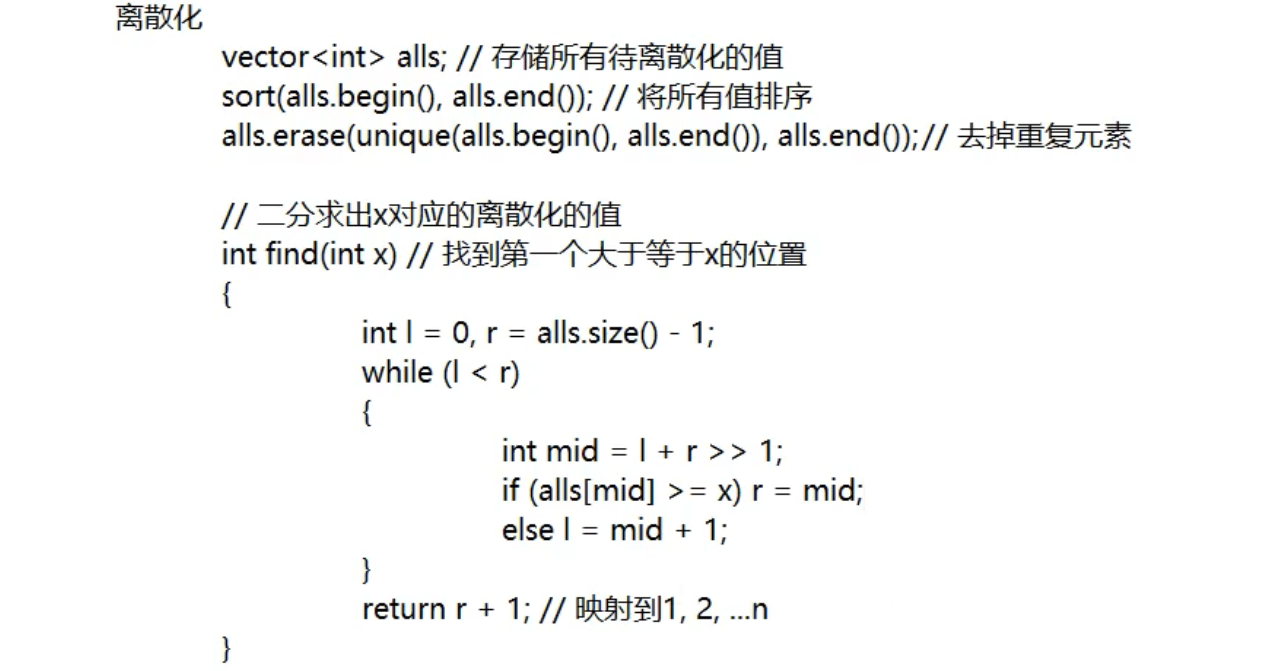 离散化
vector<int> alls; // 存储所有待离散化的值
sort(alls.begin(), alls.end()); // 将所有值排序
alls.erase(unique(alls.begin(), alls.end()), alls.end());// 去掉重复元素
// 二分求出x对应的离散化的值
int find(int x) // 找到第一个大于等于x的位置
{
int l = 0, r = alls.size() - 1;
while (l < r)
{
int mid = l + r >> 1;
if (alls[mid] >= x) r = mid;
else l = mid + 1;
}
return r + 1; // 映射到1, 2, ...n
}